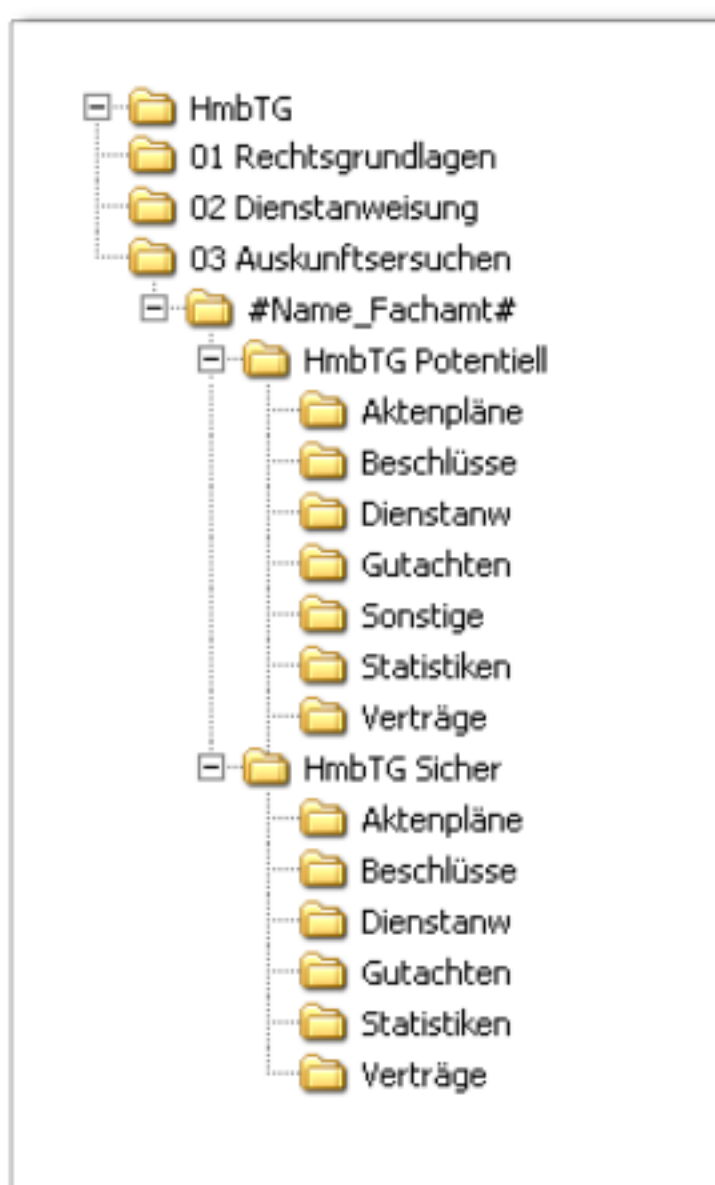 HmbTG
01 Rechtsgrundlagen
02 Dienstanweisung
03 Auskunftsersuchen
#Name_Fachamt#
HmbTG Potentiell
Aktenpläne
Beschlüsse
Dienstanw
Gutachten
Sonstige
Statistiken
Verträge
HmbTG Sicher
Aktenpläne
Beschlüsse
Dienstanw
Gutachten
Statistiken
Verträge